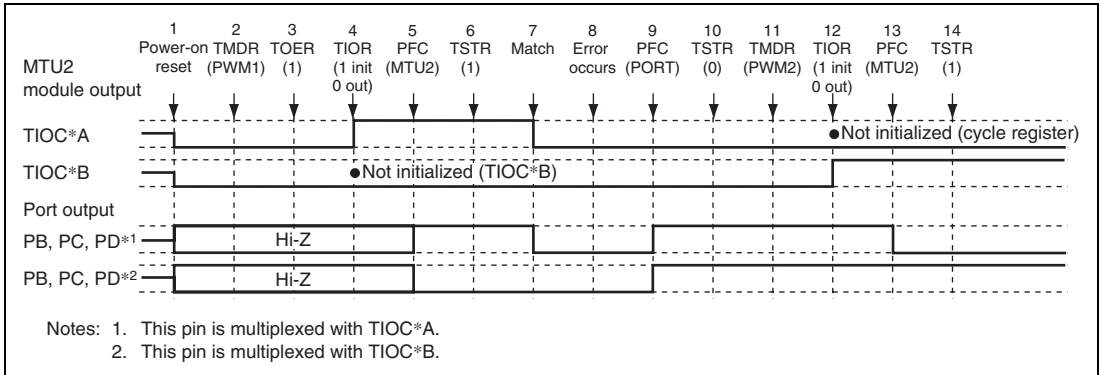 1 2 3 4 5 6 7 8 9 10 11 12 13 14
Power-on TMDR TOER TIOR PFC TSTR Match Error PFC TSTR TMDR TIOR PFC TSTR
reset (PWM1) (1) (1 init (MTU2) (1) occurs (PORT) (0) (PWM2) (1 init (MTU2) (1)
0 out) 0 out)
MTU2
module output
TIOC*A ●Not initialized (cycle register)
TIOC*B ●Not initialized (TIOC*B)
Port output
PB, PC, PD*1 Hi-Z
PB, PC, PD*2 Hi-Z
Notes: 1. This pin is multiplexed with TIOC*A.
2. This pin is multiplexed with TIOC*B.